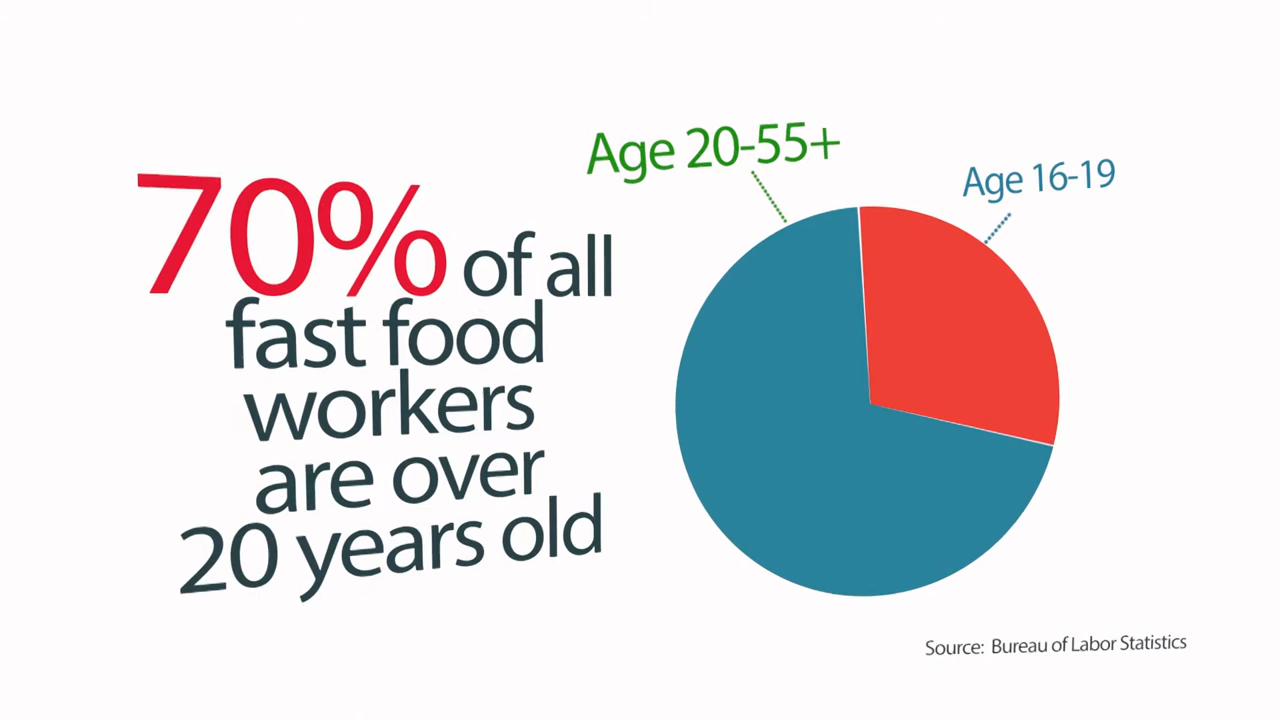 70% of all
fast food
workers
are over
20 years old
Age 20-55+
Age 16-19
Source: Bureau of Labor Statistics